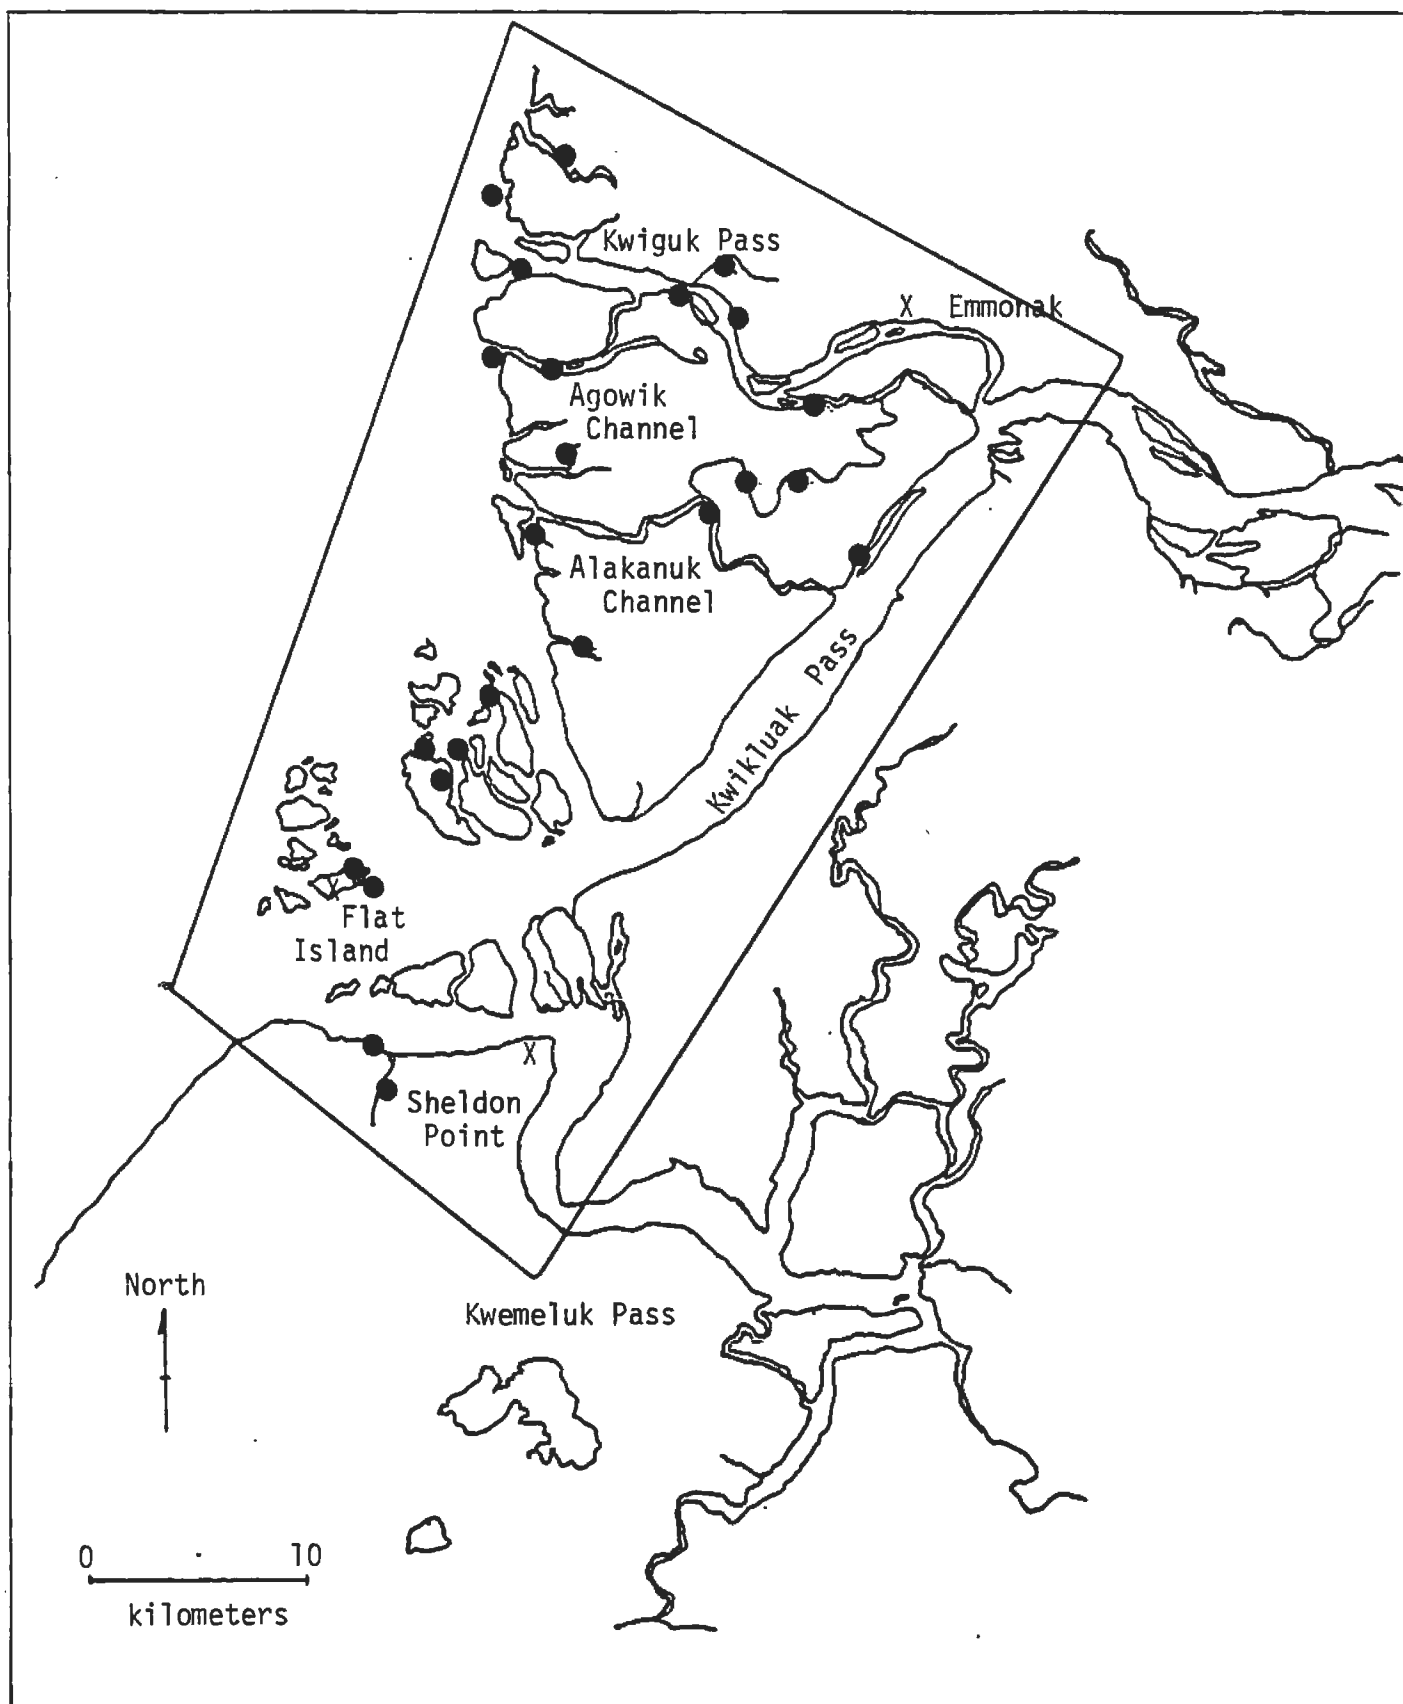 Kwiguk Pass
X Emmonak
Agowik
Channel
Alakanuk
Channel
Kwikluak Pass
X
Flat
Island
X
Sheldon
Point
North
Kwemeluk Pass
0 10
kilometers